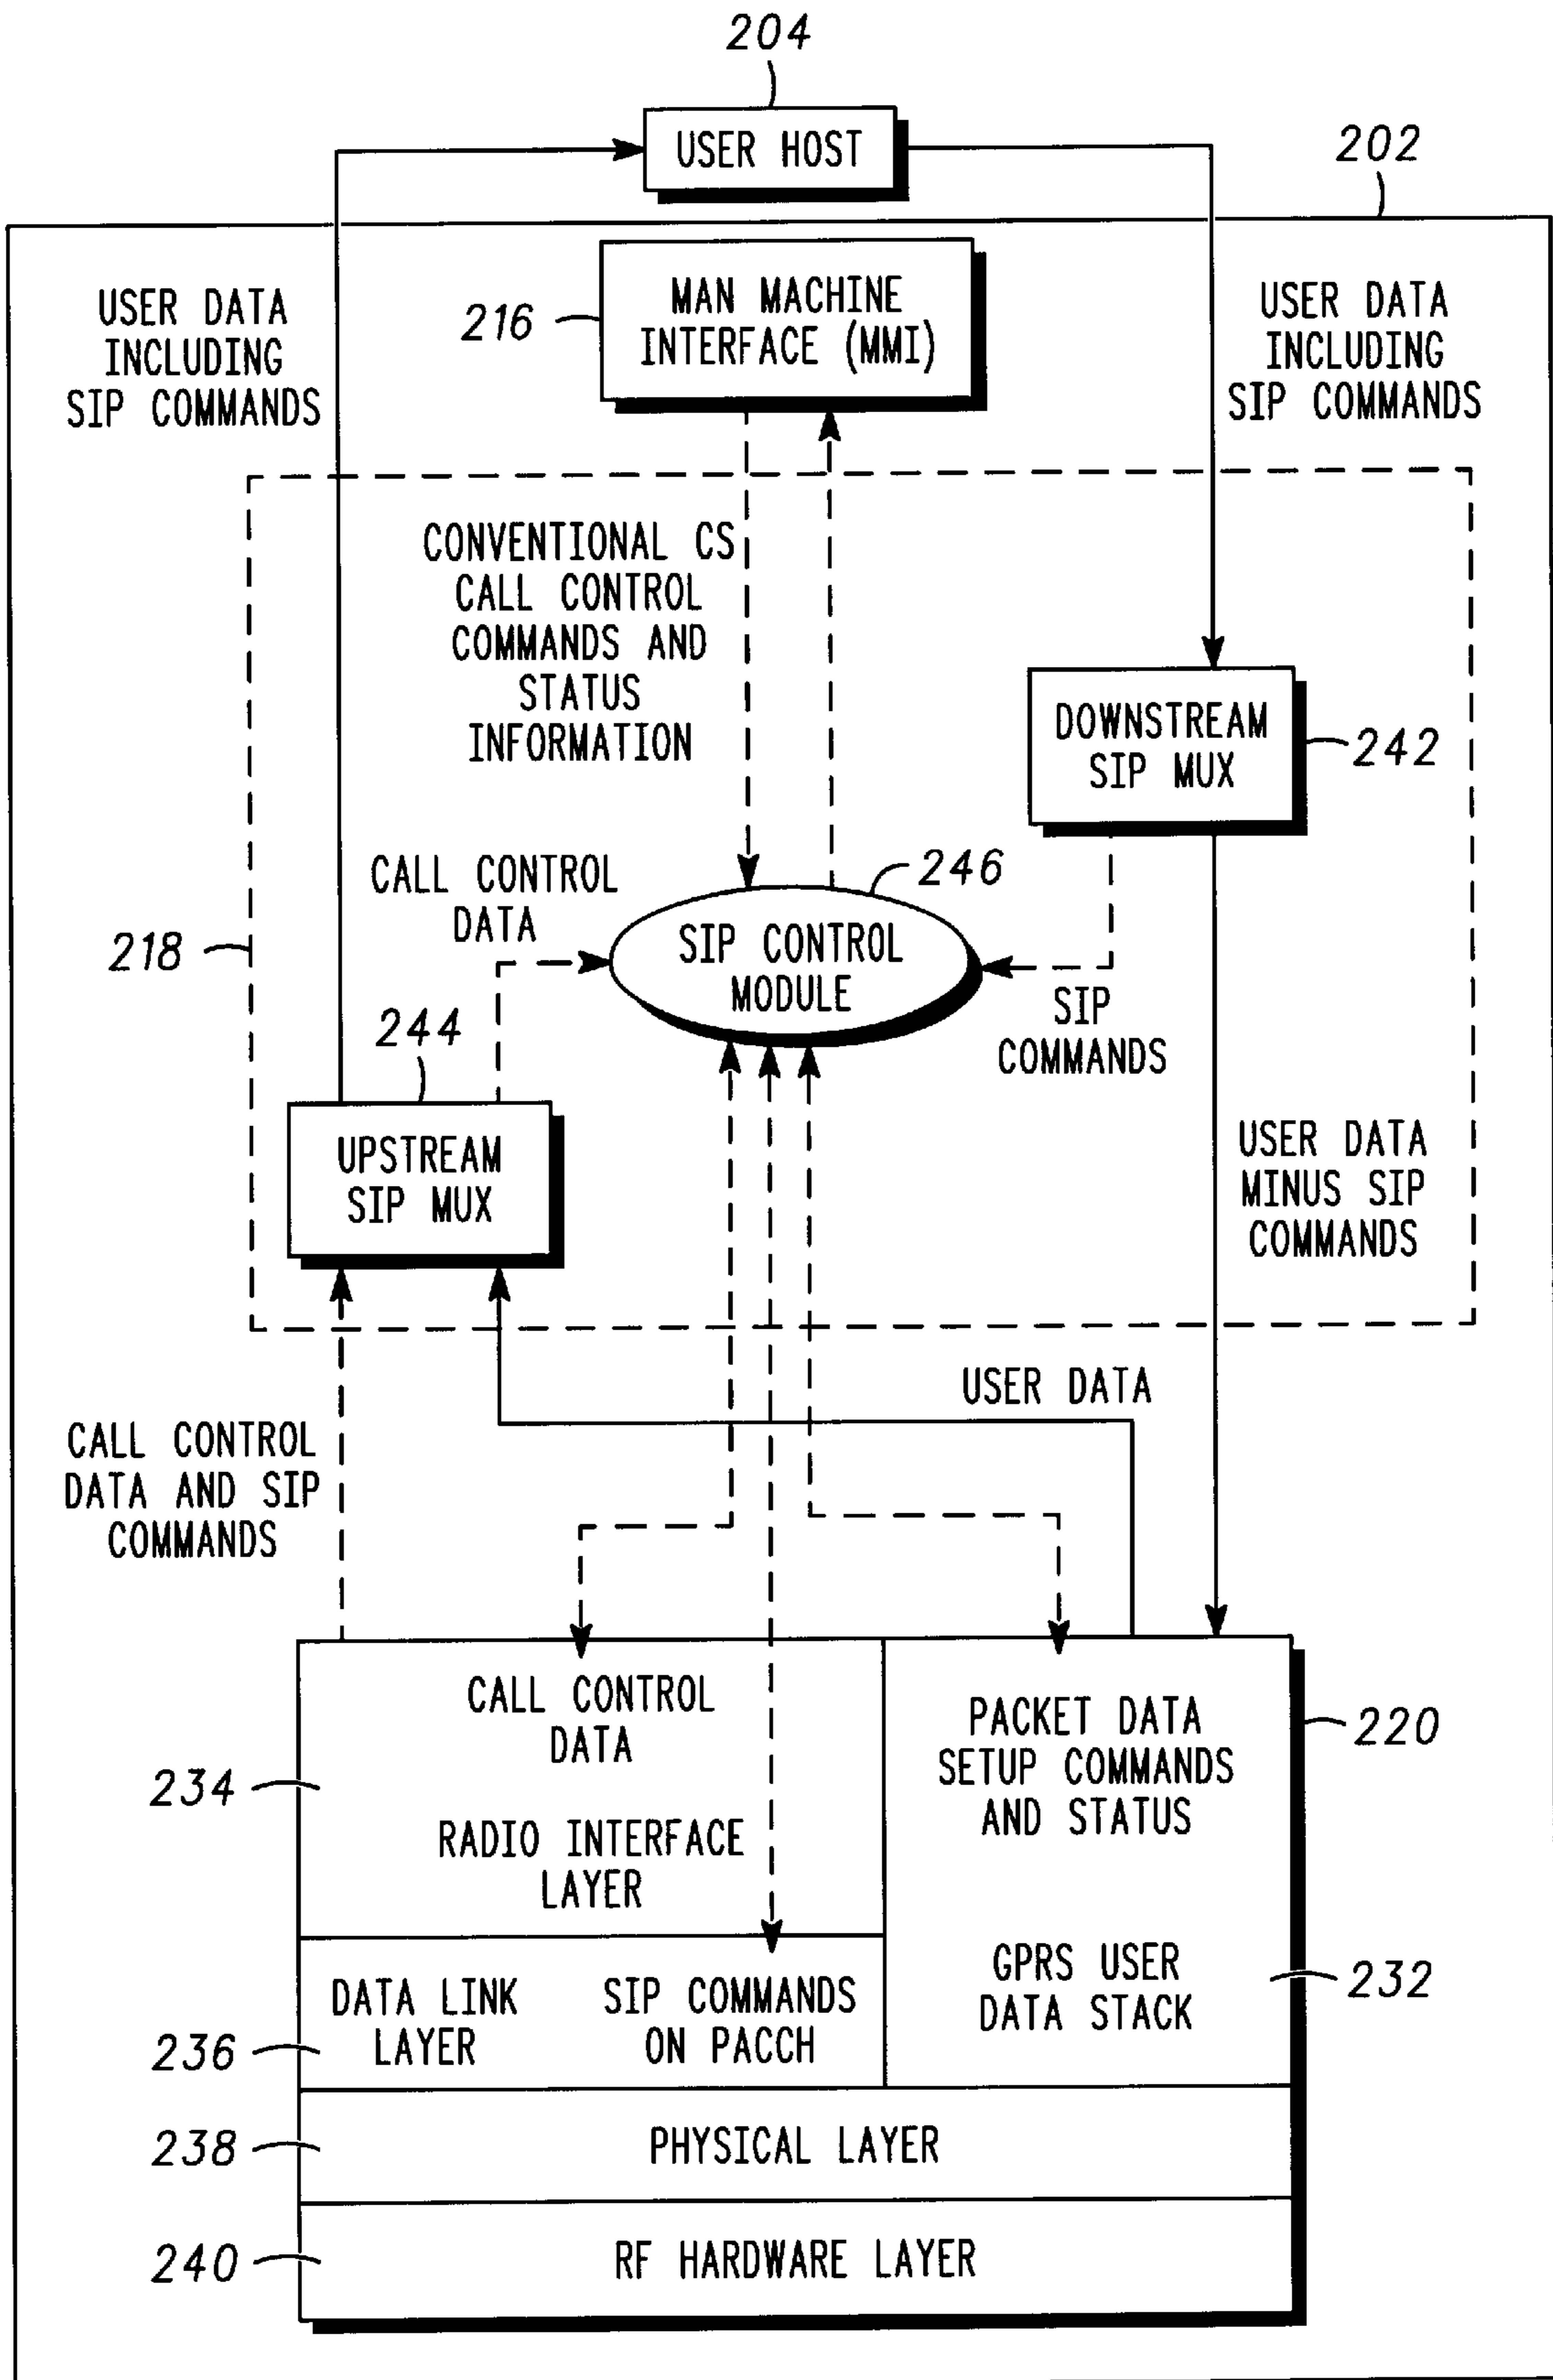 204
USER HOST
202
216
MAN MACHINE
INTERFACE (MMI)
USER DATA
INCLUDING
SIP COMMANDS
USER DATA
INCLUDING
SIP COMMANDS
CONVENTIONAL CS
CALL CONTROL
COMMANDS AND
STATUS
INFORMATION
DOWNSTREAM
SIP MUX
242
CALL CONTROL
DATA
246
SIP CONTROL
MODULE
218
SIP
COMMANDS
244
UPSTREAM
SIP MUX
USER DATA
MINUS SIP
COMMANDS
USER DATA
CALL CONTROL
DATA AND SIP
COMMANDS
CALL CONTROL
DATA
234
RADIO INTERFACE
LAYER
PACKET DATA
SETUP COMMANDS
AND STATUS
220
GPRS USER
DATA STACK
232
DATA LINK
LAYER
236
SIP COMMANDS
ON PACCH
238
PHYSICAL LAYER
240
RF HARDWARE LAYER